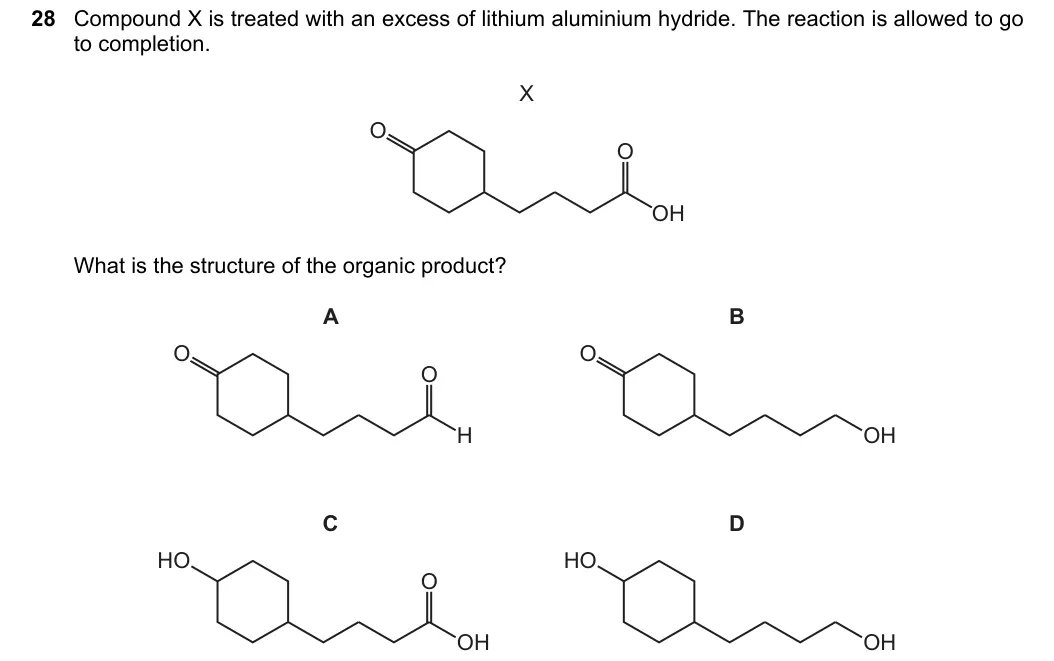 28 Compound X is treated with an excess of lithium aluminium hydride. The reaction is allowed to go
to completion.
X
O
O
OH
What is the structure of the organic product?
A
B
O
O
H
O
OH
C
D
HO
O
OH
HO
OH